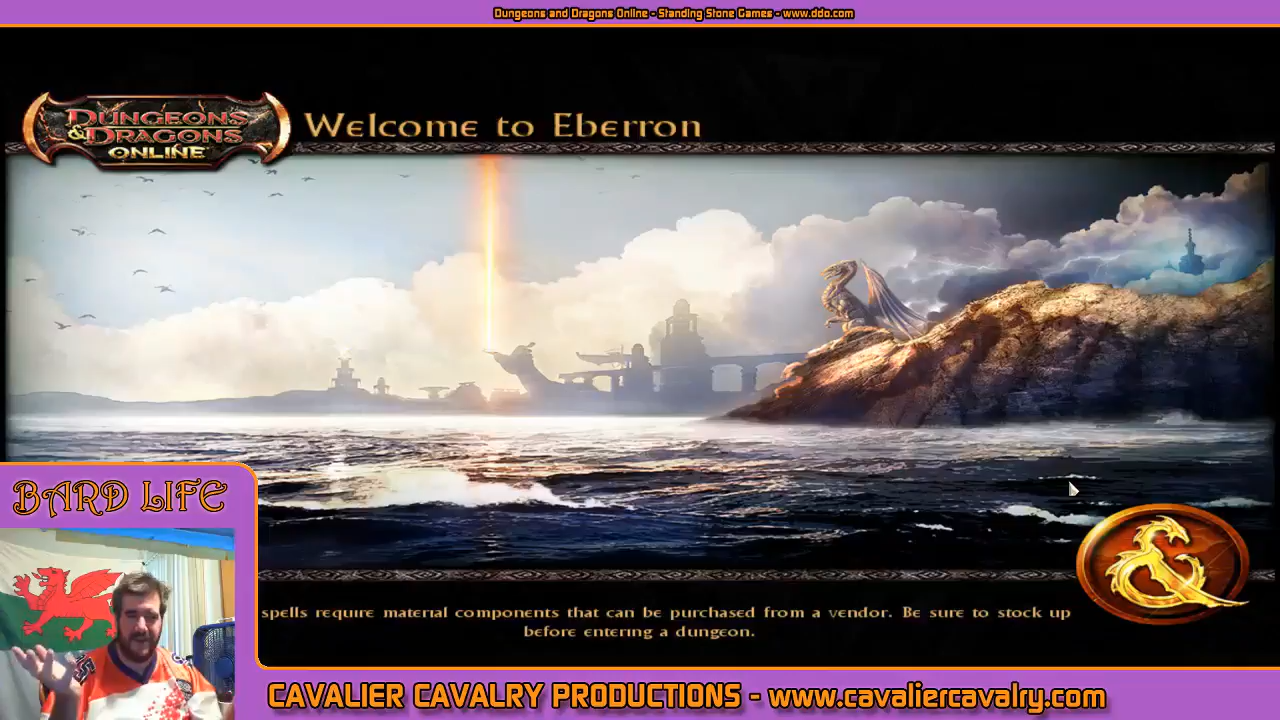 Dungeons and Dragons Online - Standing Stone Games - www.ddo.com
DUNGEONS
& DRAGONS
ONLINE
Welcome to Eberron
BARD LIFE
spells require material components that can be purchased from a vendor. Be sure to stock up
before entering a dungeon.
CAVALIER CAVALRY PRODUCTIONS - www.cavaliercavalry.com